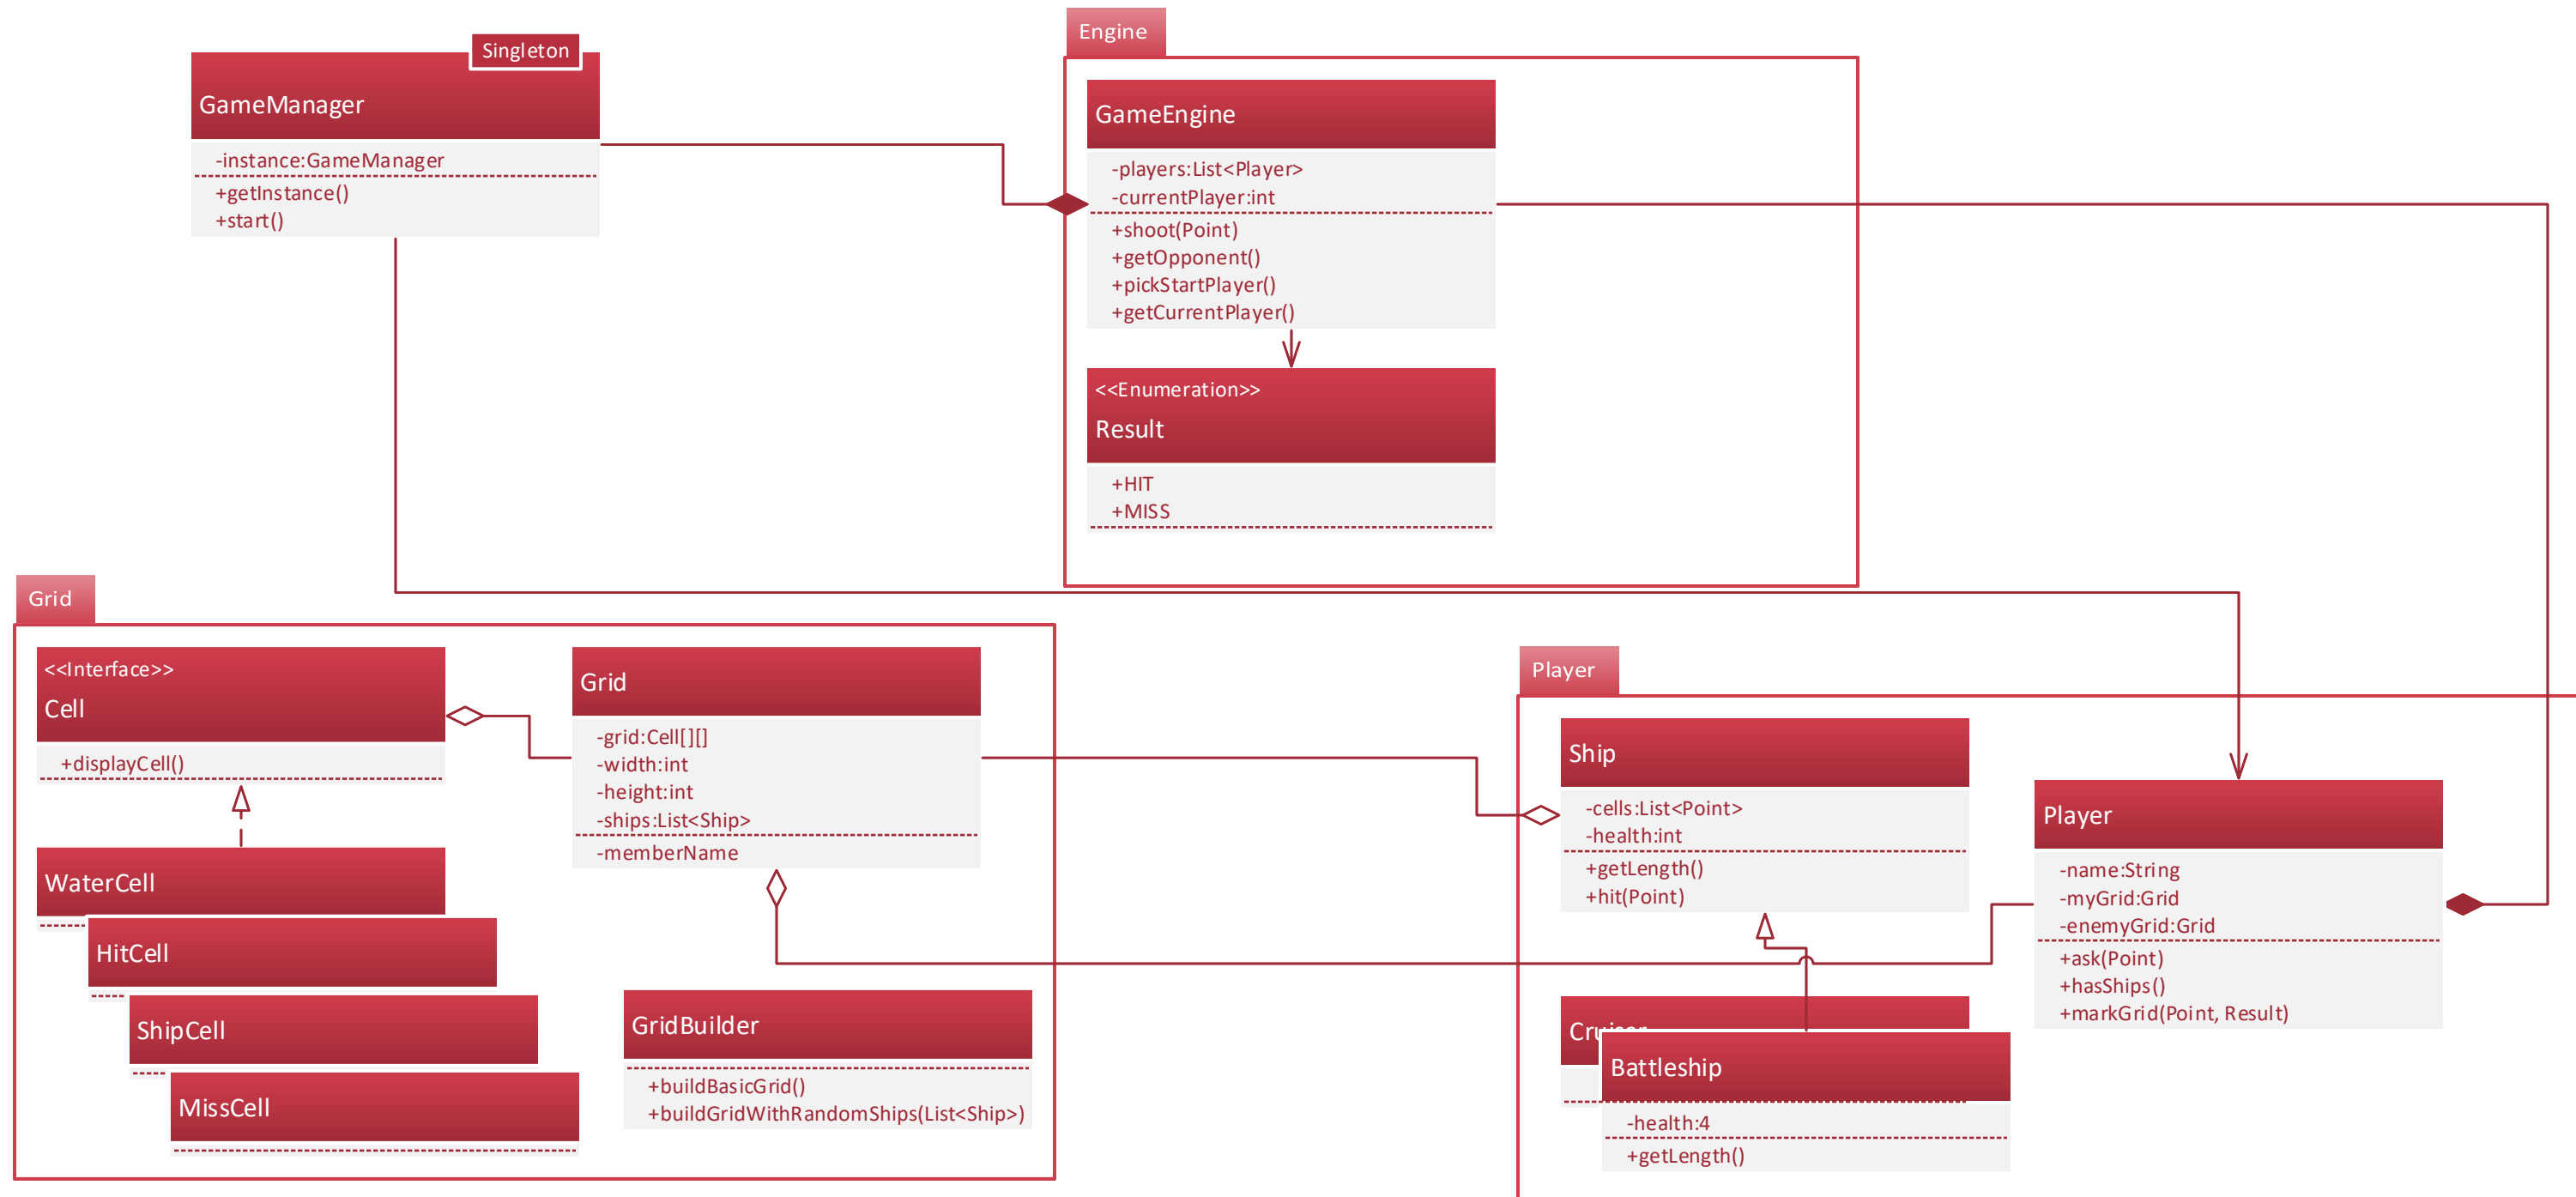 Singleton
GameManager
-instance:GameManager
+getInstance()
+start()
Engine
GameEngine
-players:List<Player>
-currentPlayer:int
+shoot(Point)
+getOpponent()
+pickStartPlayer()
+getCurrentPlayer()
<<Enumeration>>
Result
+HIT
+MISS
Grid
<<Interface>>
Cell
+displayCell()
WaterCell
HitCell
ShipCell
MissCell
Grid
-grid:Cell[][]
-width:int
-height:int
-ships:List<Ship>
-memberName
GridBuilder
+buildBasicGrid()
+buildGridWithRandomShips(List<Ship>)
Player
Ship
-cells:List<Point>
-health:int
+getLength()
+hit(Point)
Cruiser
Battleship
-health:4
+getLength()
Player
-name:String
-myGrid:Grid
-enemyGrid:Grid
+ask(Point)
+hasShips()
+markGrid(Point, Result)